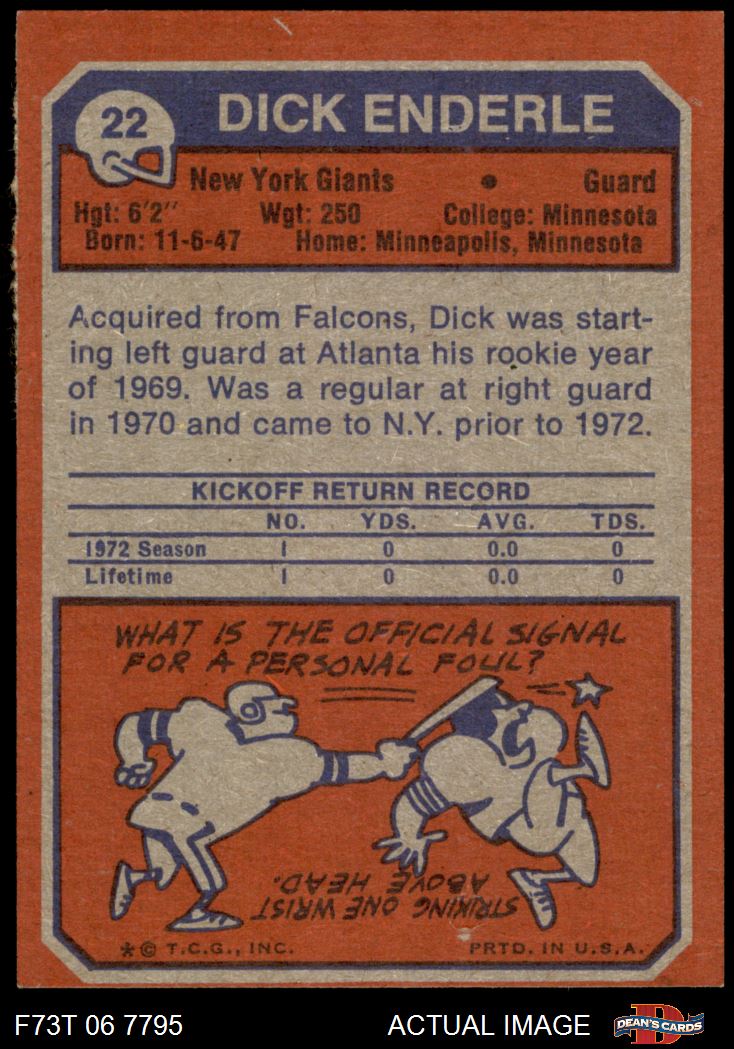 22
DICK ENDERLE
New York Giants • Guard
Hgt: 6'2" Wgt: 250 College: Minnesota
Born: 11-6-47 Home: Minneapolis, Minnesota
Acquired from Falcons, Dick was start-
ing left guard at Atlanta his rookie year
of 1969. Was a regular at right guard
in 1970 and came to N.Y. prior to 1972.
KICKOFF RETURN RECORD
NO. YDS. AVG. TDS.
1972 Season 1 0 0.0 0
Lifetime 1 0 0.0 0
WHAT IS THE OFFICIAL SIGNAL
FOR A PERSONAL FOUL?
STRIKING ONE WRIST
ABOVE HEAD.
* © T.C.G., INC. PRTD. IN U.S.A.
F73T 06 7795 ACTUAL IMAGE DEAN'S CARDS